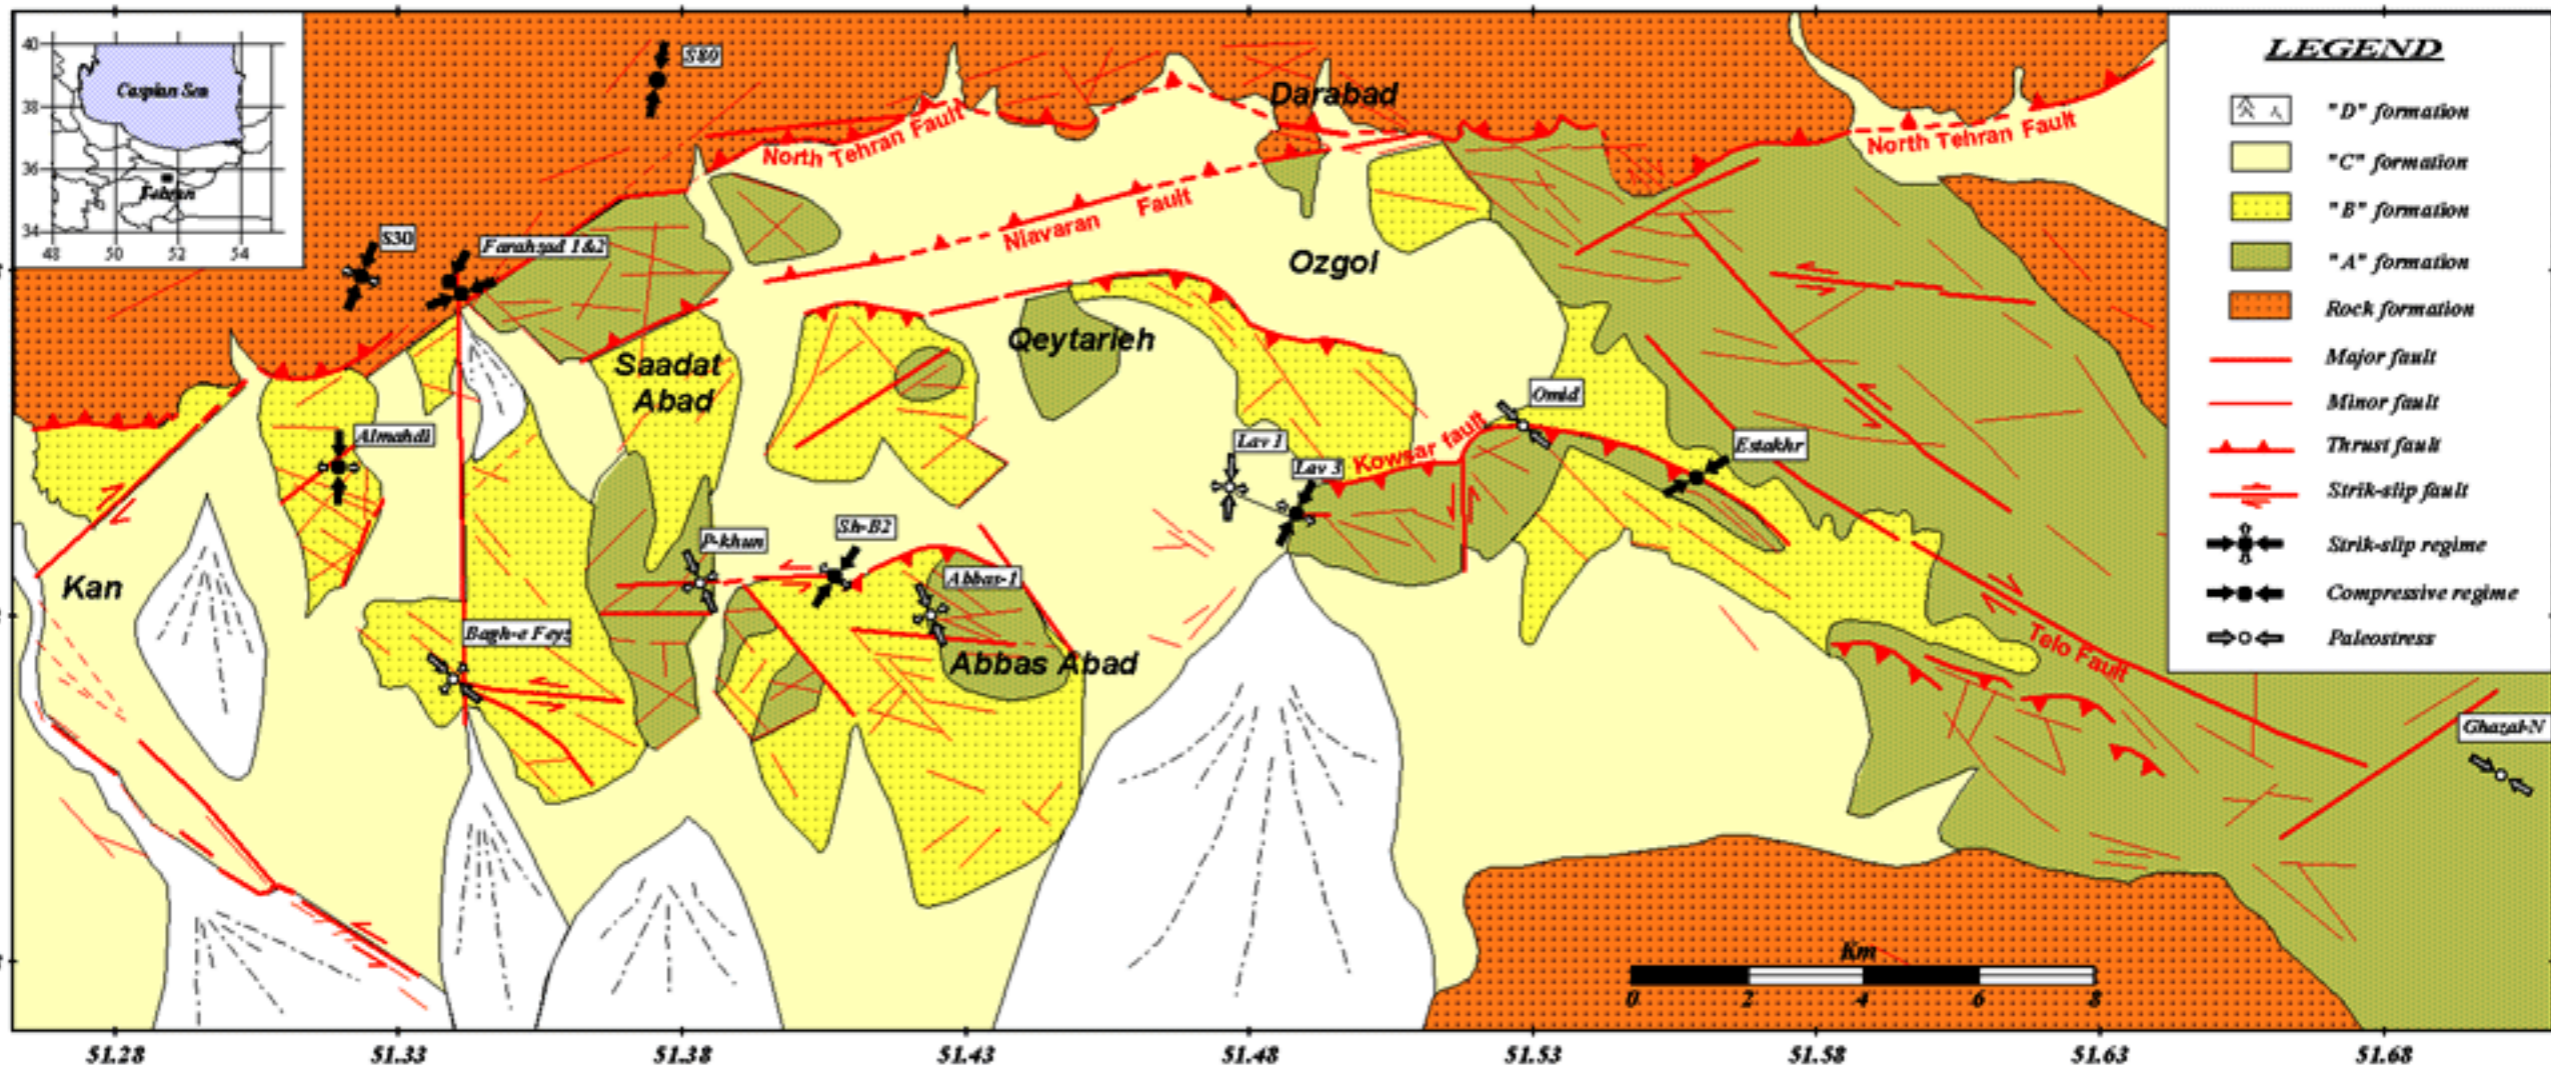 40
38
36
34
48
50
52
54
Caspian Sea
Tehran
S80
S30
Farahzad 1&2
North Tehran Fault
Darabad
Niavaran Fault
Ozgol
North Tehran Fault
Saadat
Abad
Qeytarieh
Almahdi
Omid
Lav 1
Lav 3
Kowsar fault
Estakhr
Kan
P-khun
Sh-B2
Abbas-1
Bagh-e Feyz
Abbas Abad
Telo Fault
Ghazal-N
LEGEND
"D" formation
"C" formation
"B" formation
"A" formation
Rock formation
Major fault
Minor fault
Thrust fault
Strik-slip fault
Strik-slip regime
Compressive regime
Paleostress
Km
0 2 4 6 8
51.28 51.33 51.38 51.43 51.48 51.53 51.58 51.63 51.68